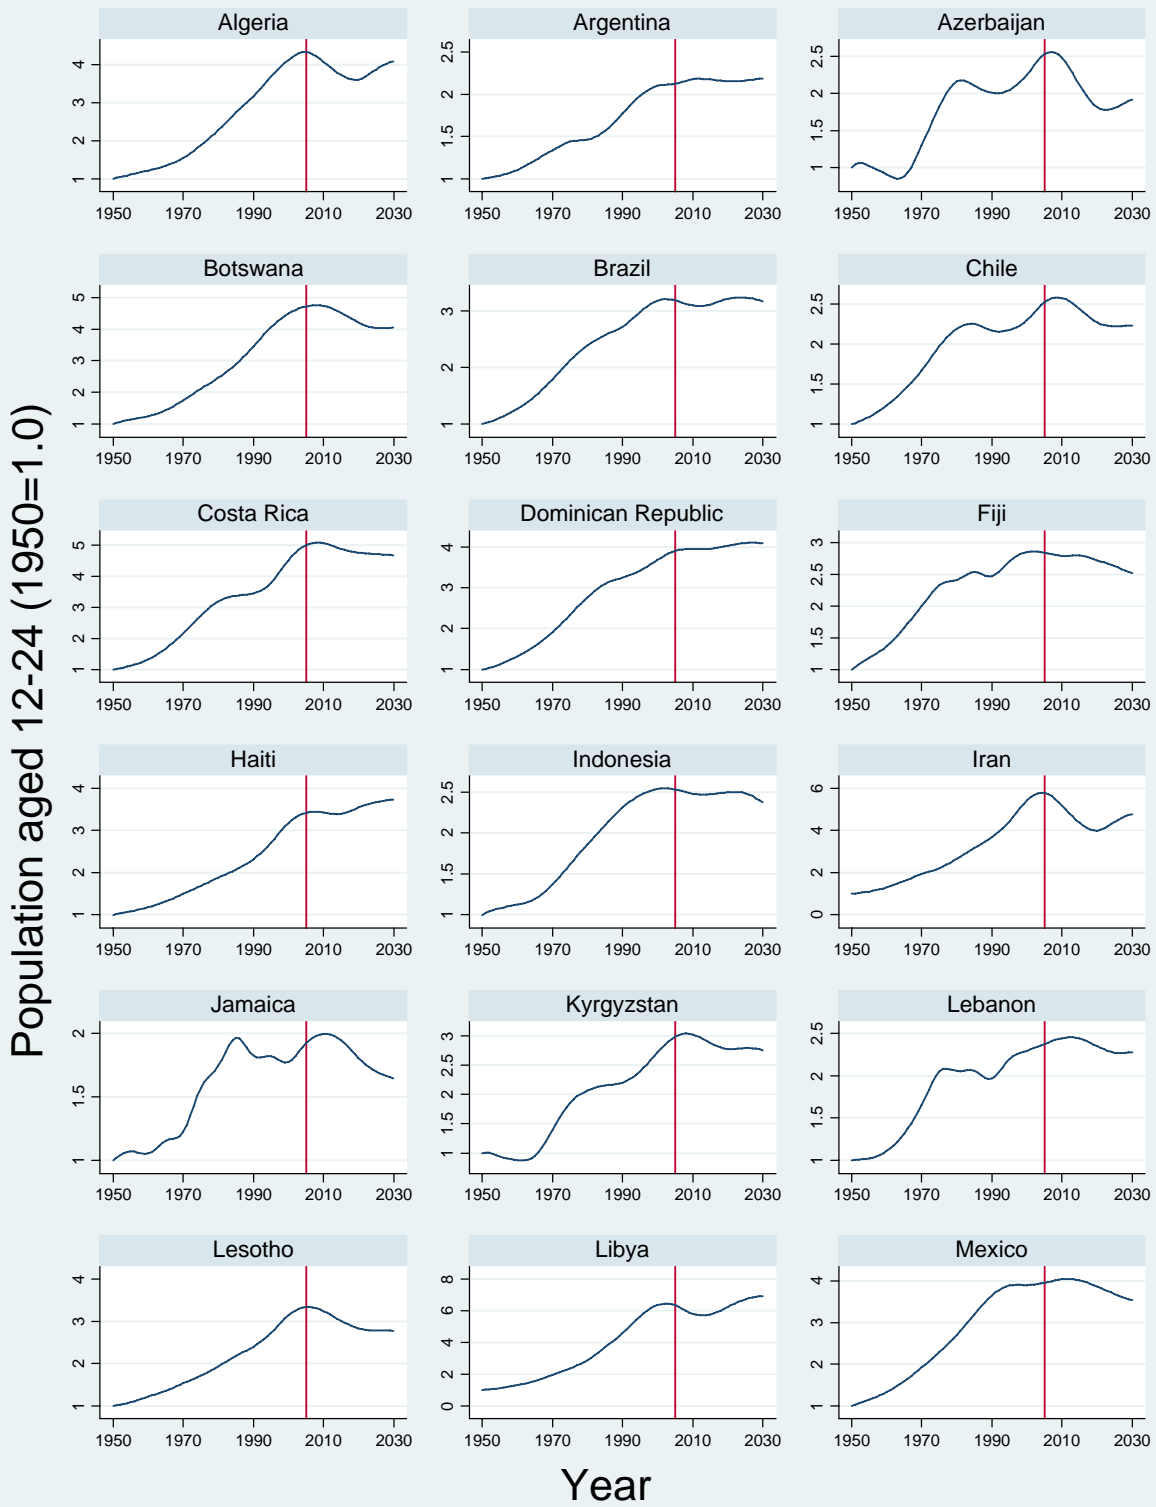 Population aged 12-24 (1950=1.0)
Algeria
4
3
2
1
1950 1970 1990 2010 2030
Argentina
2.5
2
1.5
1
1950 1970 1990 2010 2030
Azerbaijan
2.5
2
1.5
1
1950 1970 1990 2010 2030
Botswana
5
4
3
2
1
1950 1970 1990 2010 2030
Brazil
3
2
1
1950 1970 1990 2010 2030
Chile
2.5
2
1.5
1
1950 1970 1990 2010 2030
Costa Rica
5
4
3
2
1
1950 1970 1990 2010 2030
Dominican Republic
4
3
2
1
1950 1970 1990 2010 2030
Fiji
3
2.5
2
1.5
1
1950 1970 1990 2010 2030
Haiti
4
3
2
1
1950 1970 1990 2010 2030
Indonesia
2.5
2
1.5
1
1950 1970 1990 2010 2030
Iran
6
4
2
0
1950 1970 1990 2010 2030
Jamaica
2
1.5
1
1950 1970 1990 2010 2030
Kyrgyzstan
3
2.5
2
1.5
1
1950 1970 1990 2010 2030
Lebanon
2.5
2
1.5
1
1950 1970 1990 2010 2030
Lesotho
4
3
2
1
1950 1970 1990 2010 2030
Libya
8
6
4
2
0
1950 1970 1990 2010 2030
Mexico
4
3
2
1
1950 1970 1990 2010 2030
Year